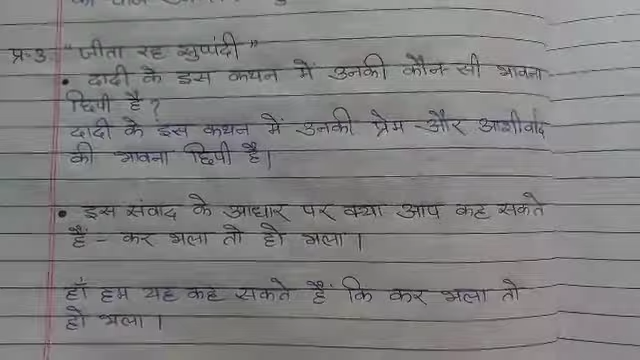 प्र-3. "जीता रह सुप्पंदी"
• दादी के इस कथन में उनकी कौन सी भावना
छिपी है?
दादी के इस कथन में उनकी प्रेम और आशीर्वाद
की भावना छिपी है।
• इस संवाद के आधार पर क्या आप कह सकते
हैं - कर भला तो हो भला।
हाँ हम यह कह सकते हैं कि कर भला तो
हो भला।